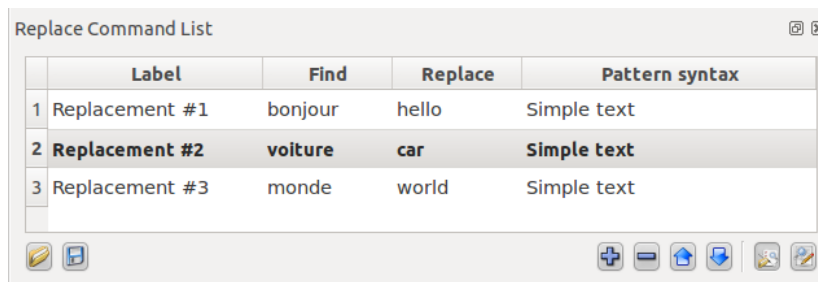 Replace Command List
Label Find Replace Pattern syntax
1 Replacement #1 bonjour hello Simple text
2 Replacement #2 voiture car Simple text
3 Replacement #3 monde world Simple text